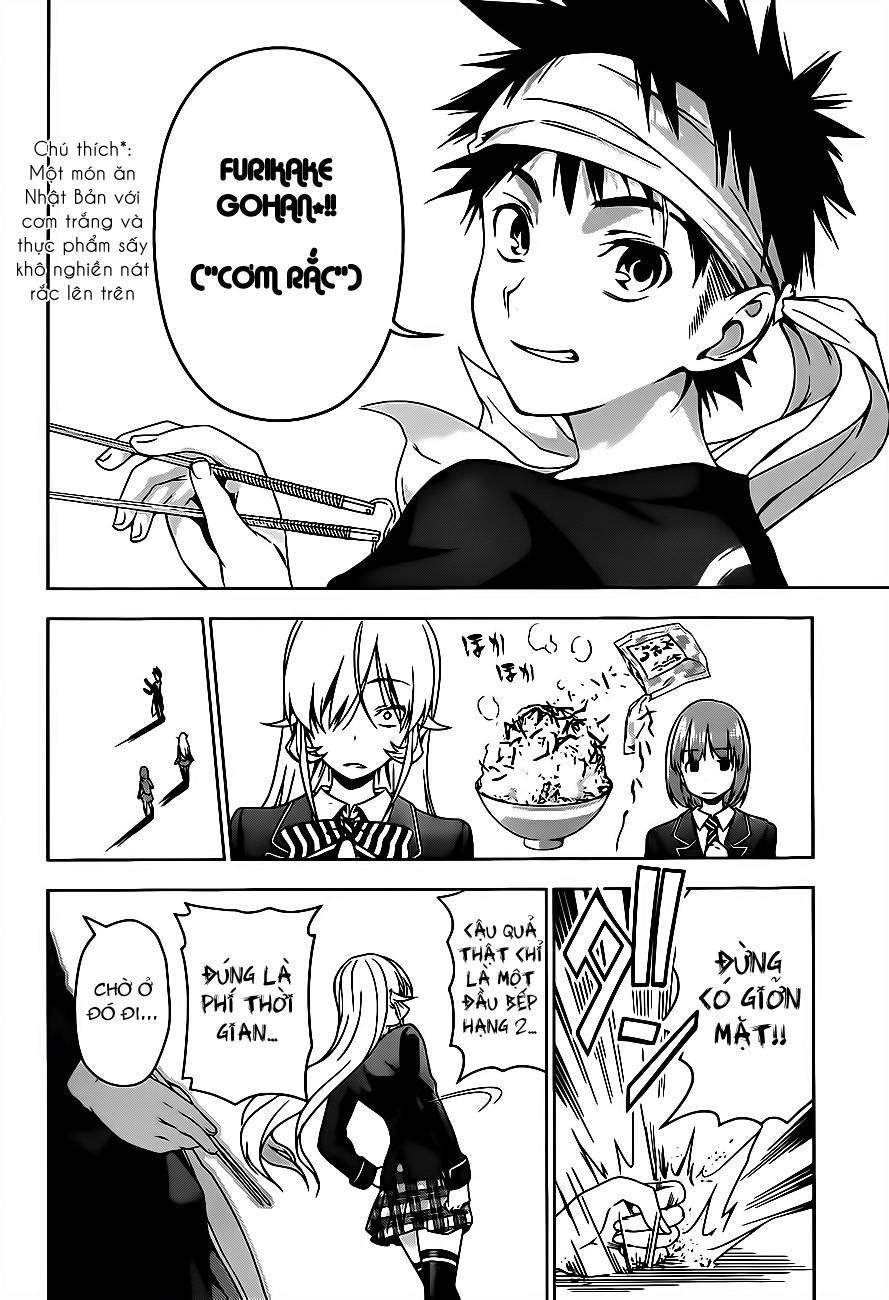 FURIKAKE
GOHAN*!!
("CƠM RẮC")
Chú thích*:
Một món ăn
Nhật Bản với
cơm trắng và
thực phẩm sấy
khô nghiền nát
rắc lên trên
ほか
ほか
ĐỪNG
CÓ GIỠN
MẶT!!
CẬU QUẢ
THẬT CHỈ
LÀ MỘT
ĐẦU BẾP
HẠNG 2...
ĐÚNG LÀ
PHÍ THỜI
GIAN...
CHỜ Ở
ĐÓ ĐI...